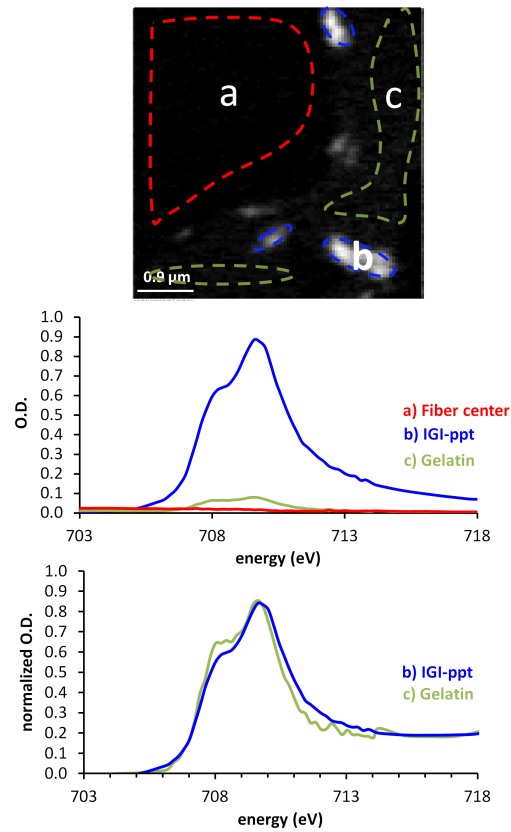 a
c
b
0.9 µm
1.0
0.9
0.8
0.7
0.6
0.5
0.4
0.3
0.2
0.1
0.0
O.D.
a) Fiber center
b) IGI-ppt
c) Gelatin
703 708 713 718
energy (eV)
1.0
0.9
0.8
0.7
0.6
0.5
0.4
0.3
0.2
0.1
0.0
normalized O.D.
b) IGI-ppt
c) Gelatin
703 708 713 718
energy (eV)